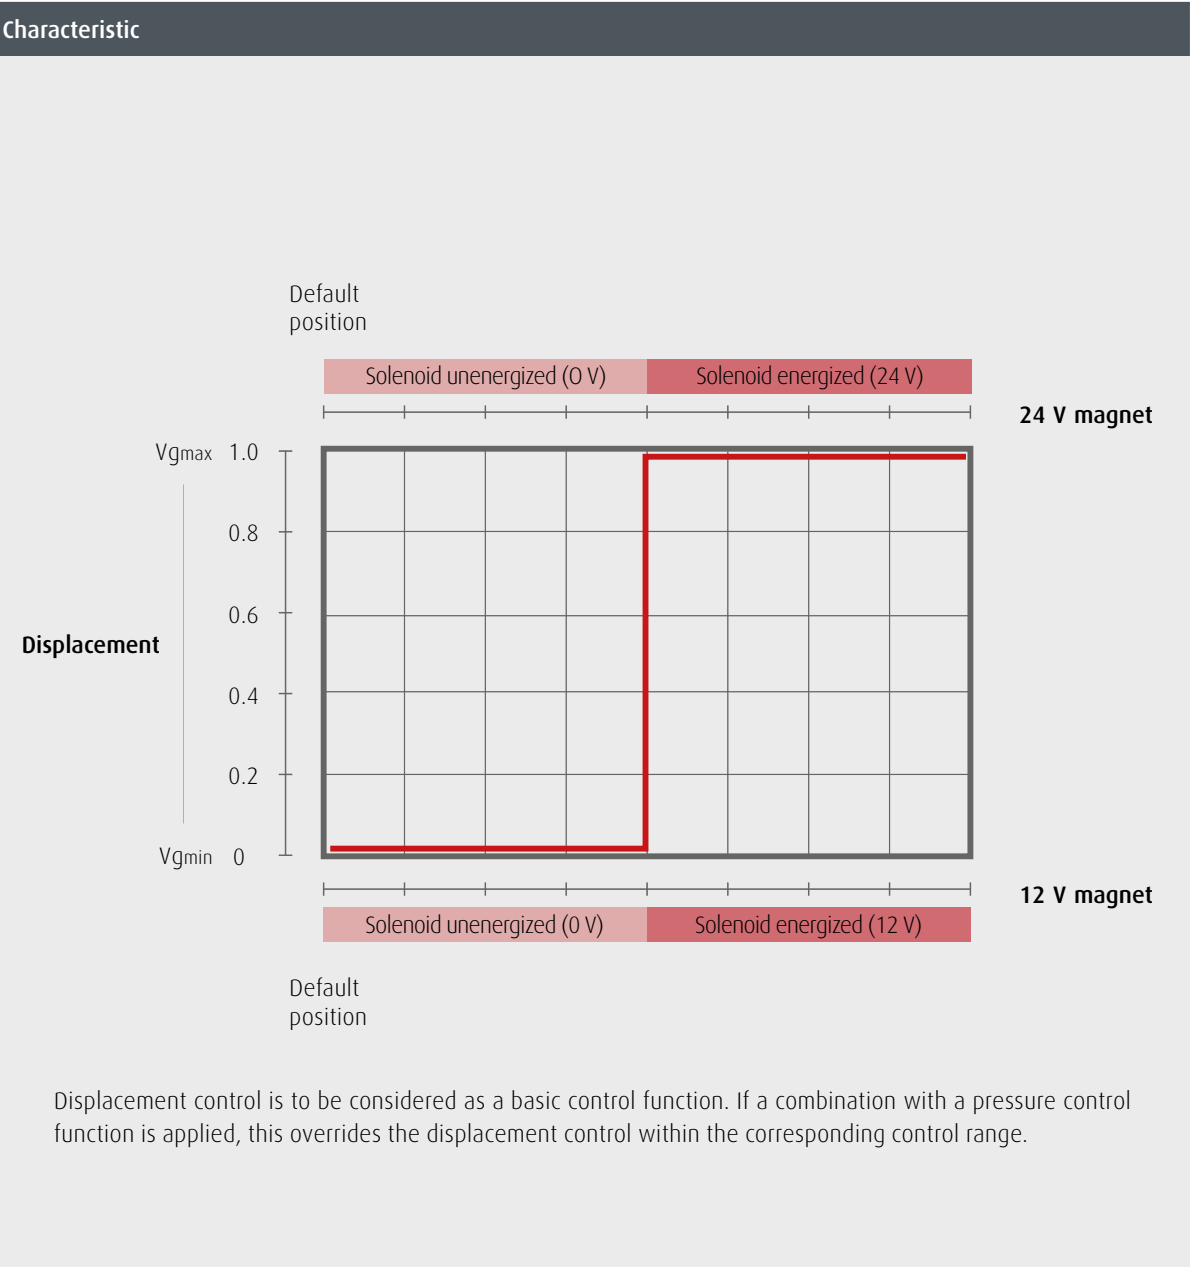 Characteristic
Default
position
Solenoid unenergized (O V) Solenoid energized (24 V)
24 V magnet
Vgmax 1.0
0.8
0.6
Displacement
0.4
0.2
Vgmin 0
12 V magnet
Solenoid unenergized (0 V) Solenoid energized (12 V)
Default
position
Displacement control is to be considered as a basic control function. If a combination with a pressure control
function is applied, this overrides the displacement control within the corresponding control range.